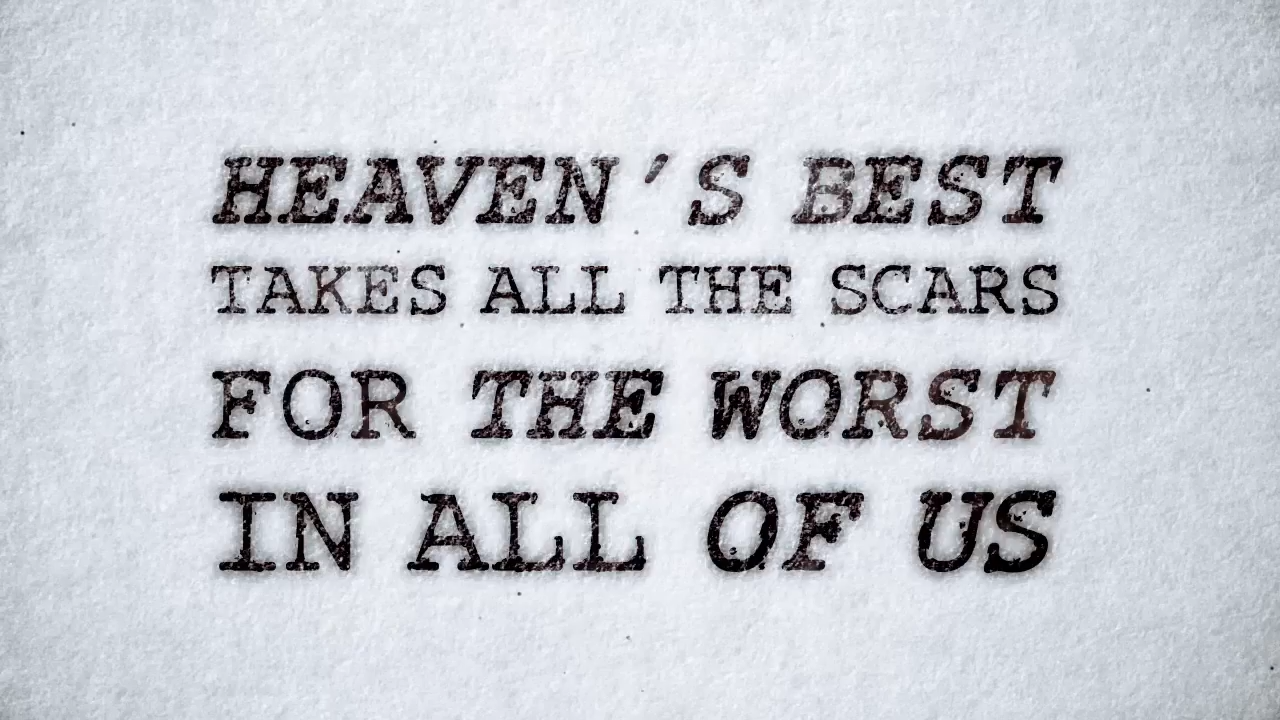 HEAVEN'S BEST
TAKES ALL THE SCARS
FOR THE WORST
IN ALL OF US